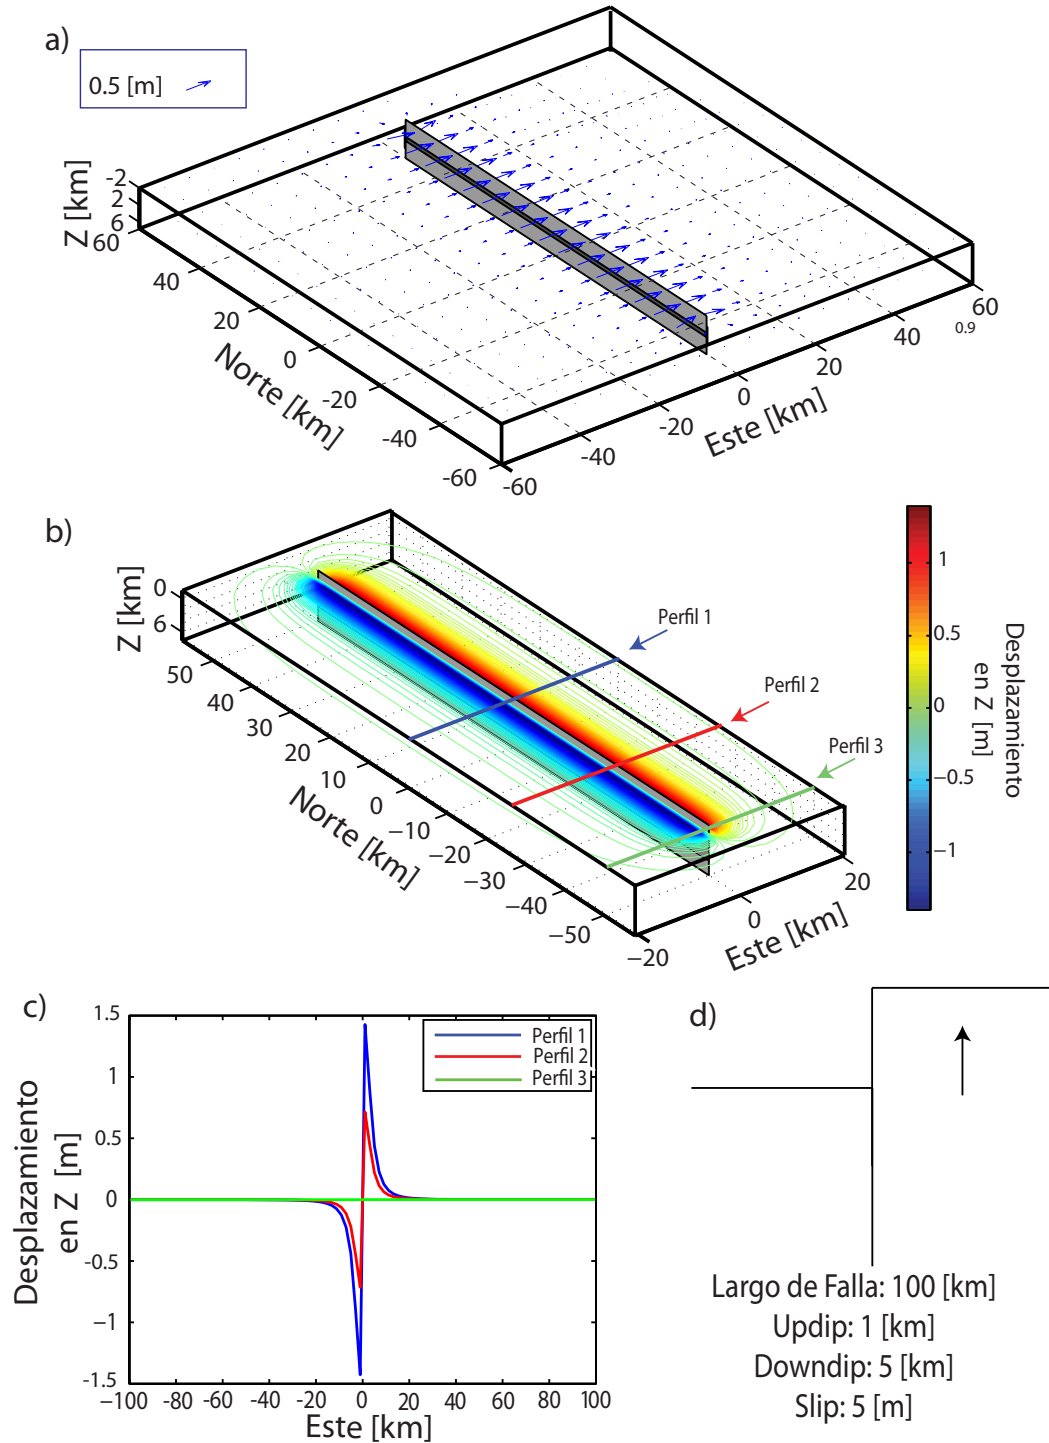 a)
0.5 [m]
Z [km]
-2
2
6
60
40
20
0
-20
-40
-60
Norte [km]
-60
-40
-20
0
20
40
60
0.9
Este [km]
b)
Z [km]
0
6
50
40
30
20
10
0
−10
−20
−30
−40
−50
Norte [km]
−20
0
20
Este [km]
Perfil 1
Perfil 2
Perfil 3
1
0.5
0
−0.5
−1
Desplazamiento
en Z [m]
c)
1.5
1
0.5
0
-0.5
−1
-1.5
Desplazamiento
en Z [m]
−100 -80 -60 -40 -20 0 20 40 60 80 100
Este [km]
Perfil 1
Perfil 2
Perfil 3
d)
Largo de Falla: 100 [km]
Updip: 1 [km]
Downdip: 5 [km]
Slip: 5 [m]